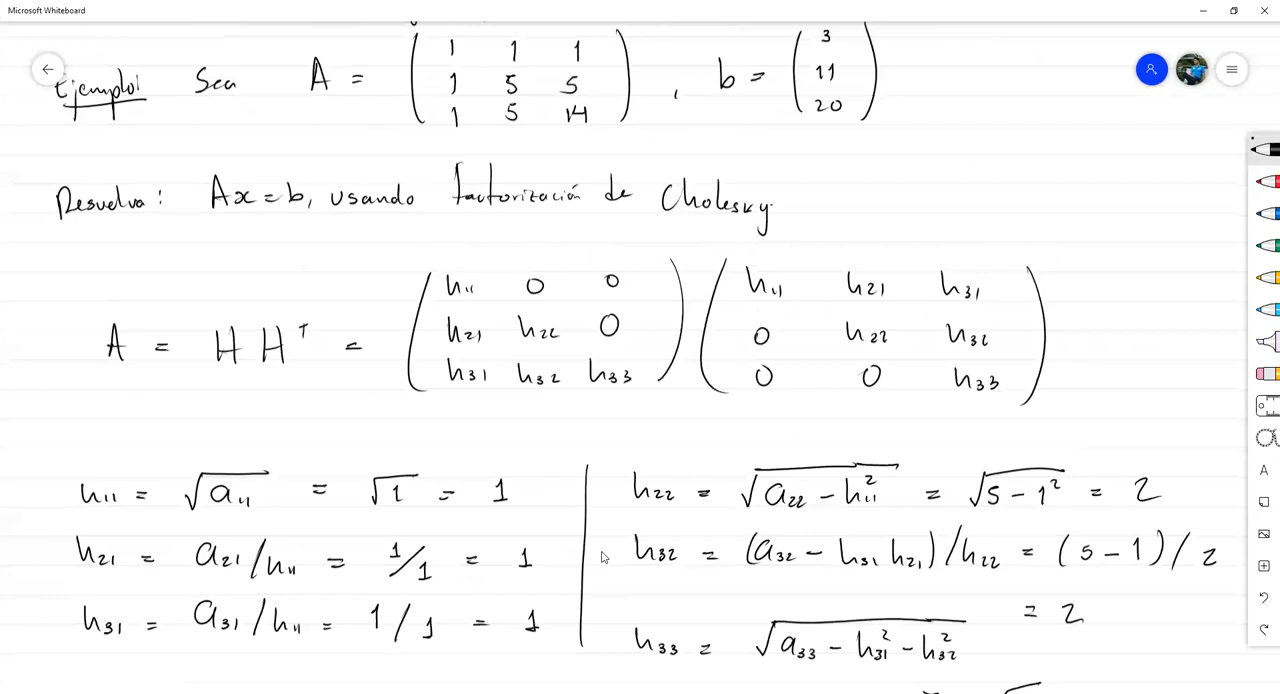 Microsoft Whiteboard
Ejemplo: Sea A = ( 1 1 1 , b = ( 3
1 5 5 11
1 5 14 ) 20 )
Resuelva: Ax = b, usando factorización de Cholesky.
A = H Hᵀ = ( h₁₁ 0 0 ) ( h₁₁ h₂₁ h₃₁ )
h₂₁ h₂₂ 0 0 h₂₂ h₃₂
h₃₁ h₃₂ h₃₃ 0 0 h₃₃
h₁₁ = √a₁₁ = √1 = 1
h₂₁ = a₂₁/h₁₁ = 1/1 = 1
h₃₁ = a₃₁/h₁₁ = 1/1 = 1
h₂₂ = √(a₂₂ − h₁₁²) = √(5 − 1²) = 2
h₃₂ = (a₃₂ − h₃₁ h₂₁)/h₂₂ = (5 − 1)/2
= 2
h₃₃ = √(a₃₃ − h₃₁² − h₃₂²)